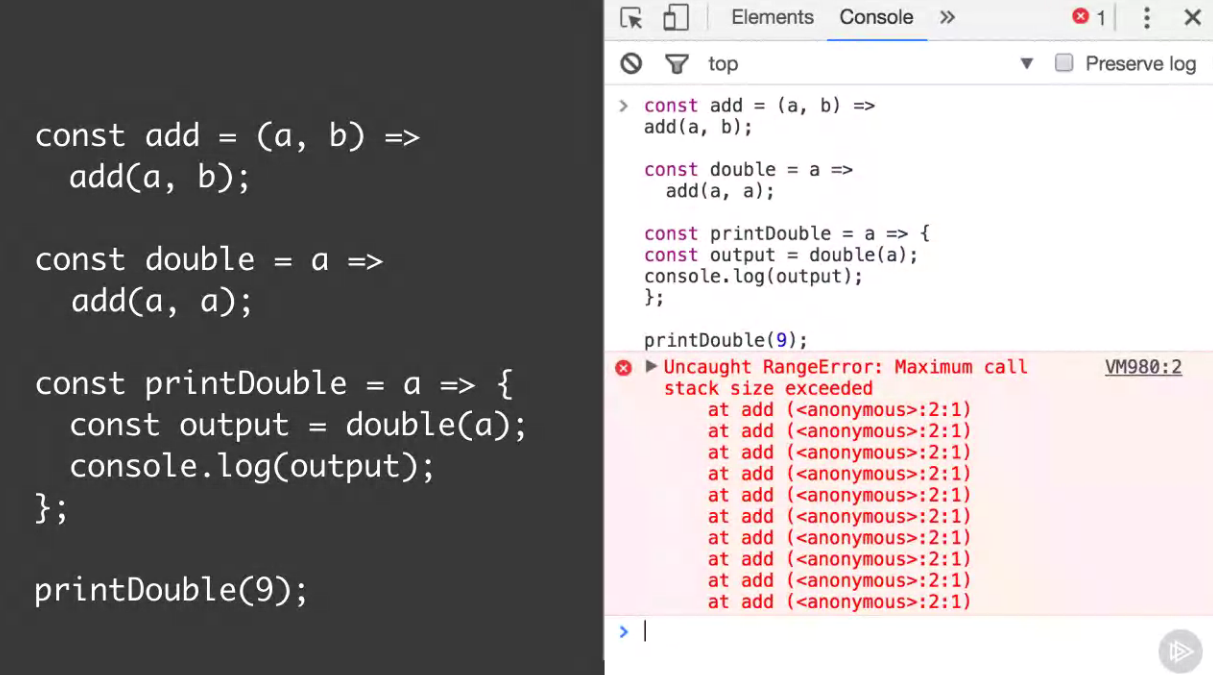 const add = (a, b) =>
  add(a, b);

const double = a =>
  add(a, a);

const printDouble = a => {
  const output = double(a);
  console.log(output);
};

printDouble(9);
Elements Console » 1
top ▼ Preserve log
> const add = (a, b) =>
add(a, b);

const double = a =>
  add(a, a);

const printDouble = a => {
const output = double(a);
console.log(output);
};

printDouble(9);
▶ Uncaught RangeError: Maximum call VM980:2
stack size exceeded
    at add (<anonymous>:2:1)
    at add (<anonymous>:2:1)
    at add (<anonymous>:2:1)
    at add (<anonymous>:2:1)
    at add (<anonymous>:2:1)
    at add (<anonymous>:2:1)
    at add (<anonymous>:2:1)
    at add (<anonymous>:2:1)
    at add (<anonymous>:2:1)
    at add (<anonymous>:2:1)
>